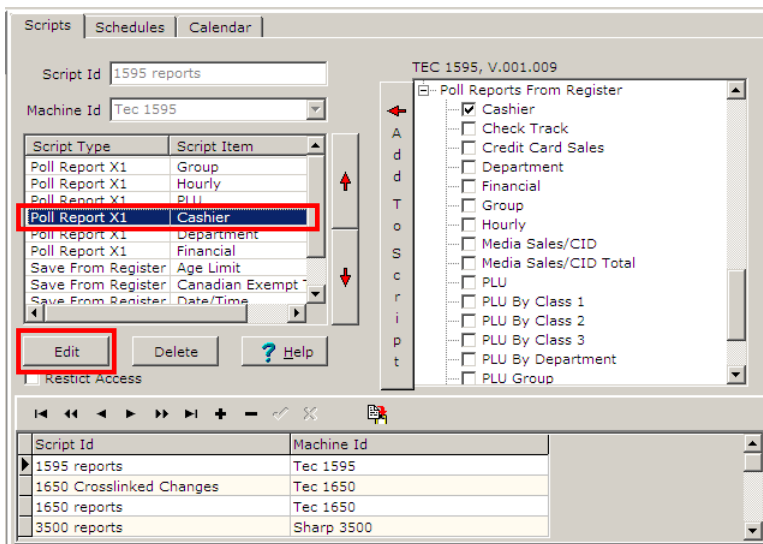 Scripts Schedules Calendar
Script Id 1595 reports
Machine Id Tec 1595
Script Type Script Item
Poll Report X1 Group
Poll Report X1 Hourly
Poll Report X1 PLU
Poll Report X1 Cashier
Poll Report X1 Department
Poll Report X1 Financial
Save From Register Age Limit
Save From Register Canadian Exempt T
Save From Register Date/Time
Edit Delete ? Help
Restict Access
Add To Script
TEC 1595, V.001.009
Poll Reports From Register
Cashier
Check Track
Credit Card Sales
Department
Financial
Group
Hourly
Media Sales/CID
Media Sales/CID Total
PLU
PLU By Class 1
PLU By Class 2
PLU By Class 3
PLU By Department
PLU Group
Script Id Machine Id
1595 reports Tec 1595
1650 Crosslinked Changes Tec 1650
1650 reports Tec 1650
3500 reports Sharp 3500